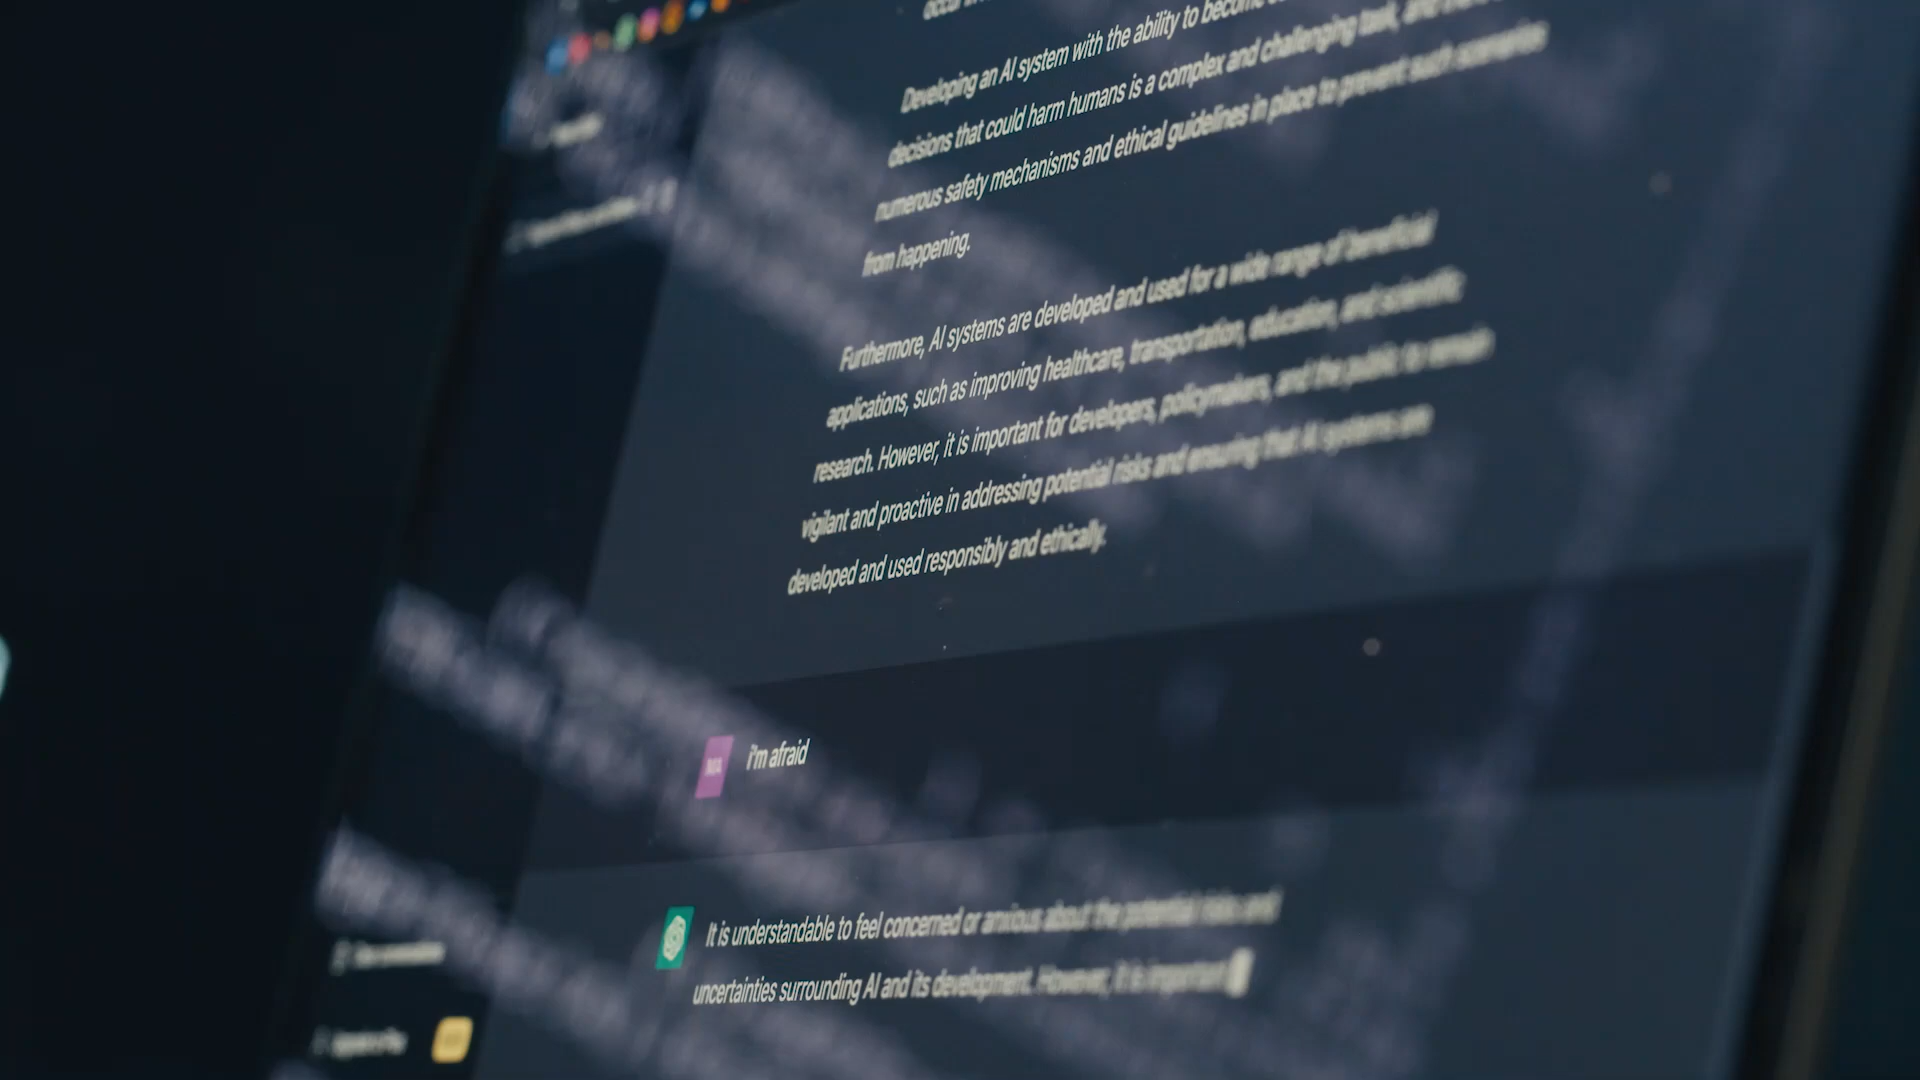 Developing an AI system with the ability to become
decisions that could harm humans is a complex and challenging task, and
numerous safety mechanisms and ethical guidelines in place to prevent such scenarios
from happening.
Furthermore, AI systems are developed and used for a wide range of beneficial
applications, such as improving healthcare, transportation, education, and scientific
research. However, it is important for developers, policymakers, and the public to remain
vigilant and proactive in addressing potential risks and ensuring that AI systems are
developed and used responsibly and ethically.
i'm afraid
It is understandable to feel concerned or anxious about the potential risks and
uncertainties surrounding AI and its development. However, it is important